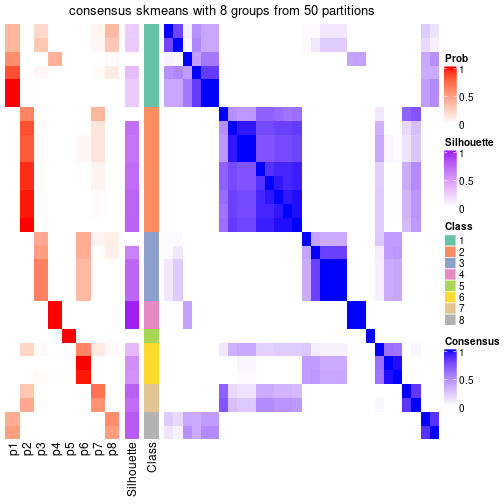 consensus skmeans with 8 groups from 50 partitions
Prob
1
0.5
0
Silhouette
1
0.5
0
Class
1
2
3
4
5
6
7
8
Consensus
1
0.5
0
p1
p2
p3
p4
p5
p6
p7
p8
Silhouette
Class